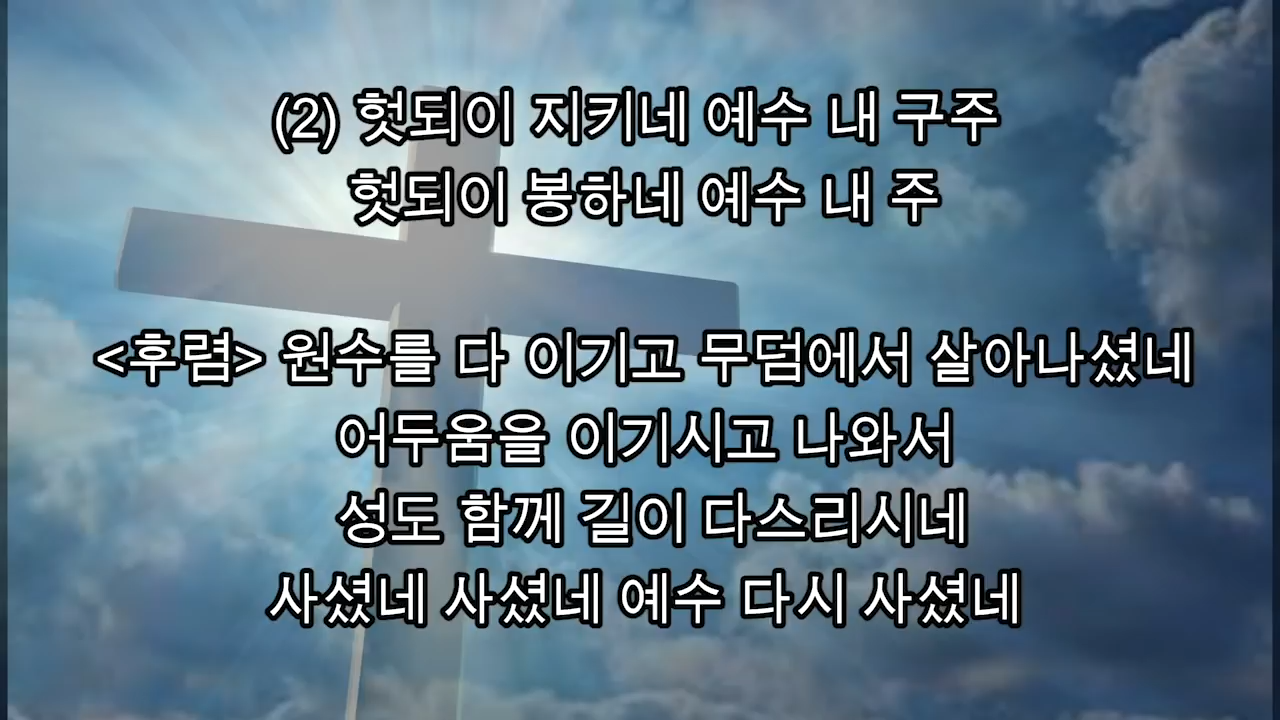 (2) 헛되이 지키네 예수 내 구주
헛되이 봉하네 예수 내 주
<후렴> 원수를 다 이기고 무덤에서 살아나셨네
어두움을 이기시고 나와서
성도 함께 길이 다스리시네
사셨네 사셨네 예수 다시 사셨네